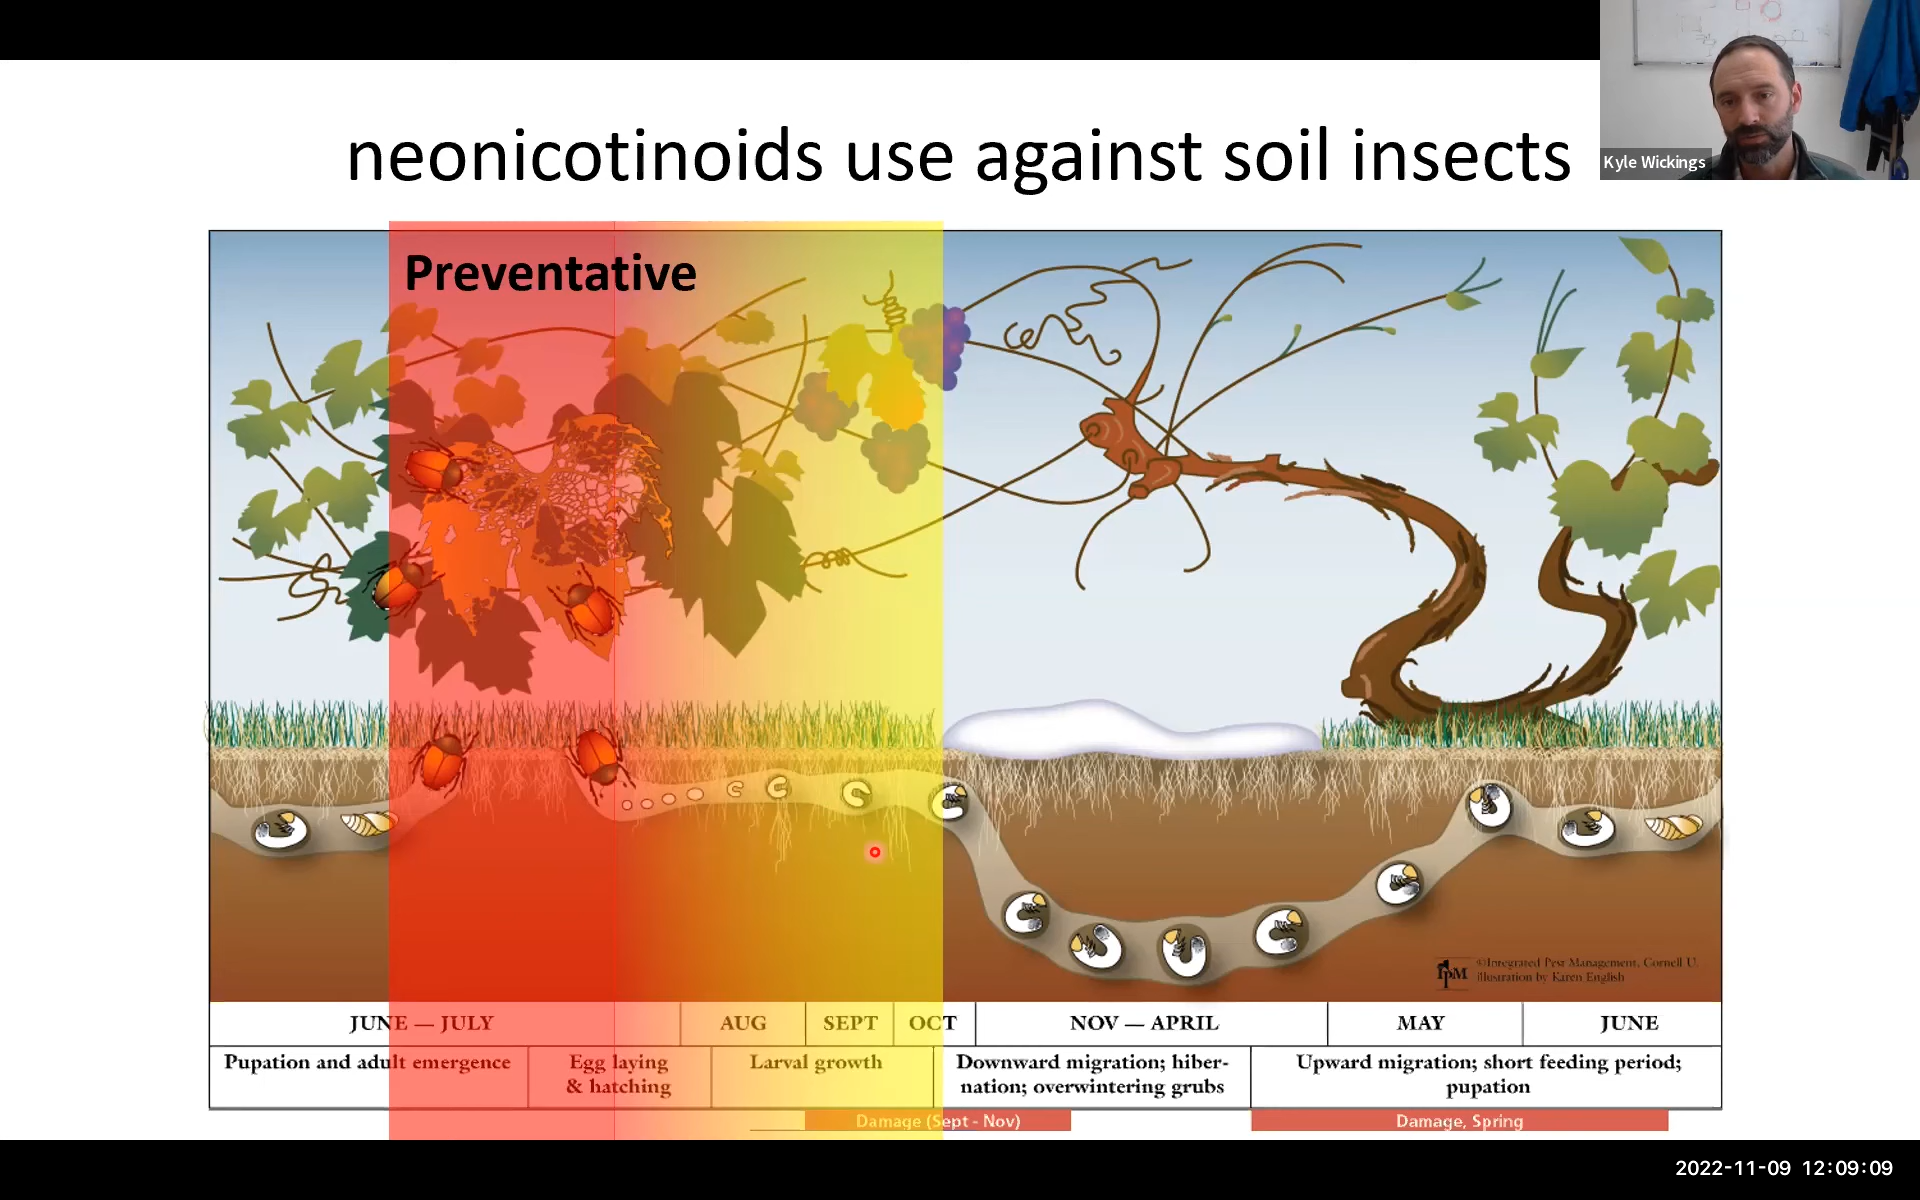 neonicotinoids use against soil insects
Kyle Wickings
Preventative
IPM
©Integrated Pest Management, Cornell U.
illustration by Karen English
JUNE — JULY
AUG
SEPT
OCT
NOV — APRIL
MAY
JUNE
Pupation and adult emergence
Egg laying
& hatching
Larval growth
Downward migration; hiber-
nation; overwintering grubs
Upward migration; short feeding period;
pupation
Damage (Sept - Nov)
Damage, Spring
2022-11-09 12:09:09